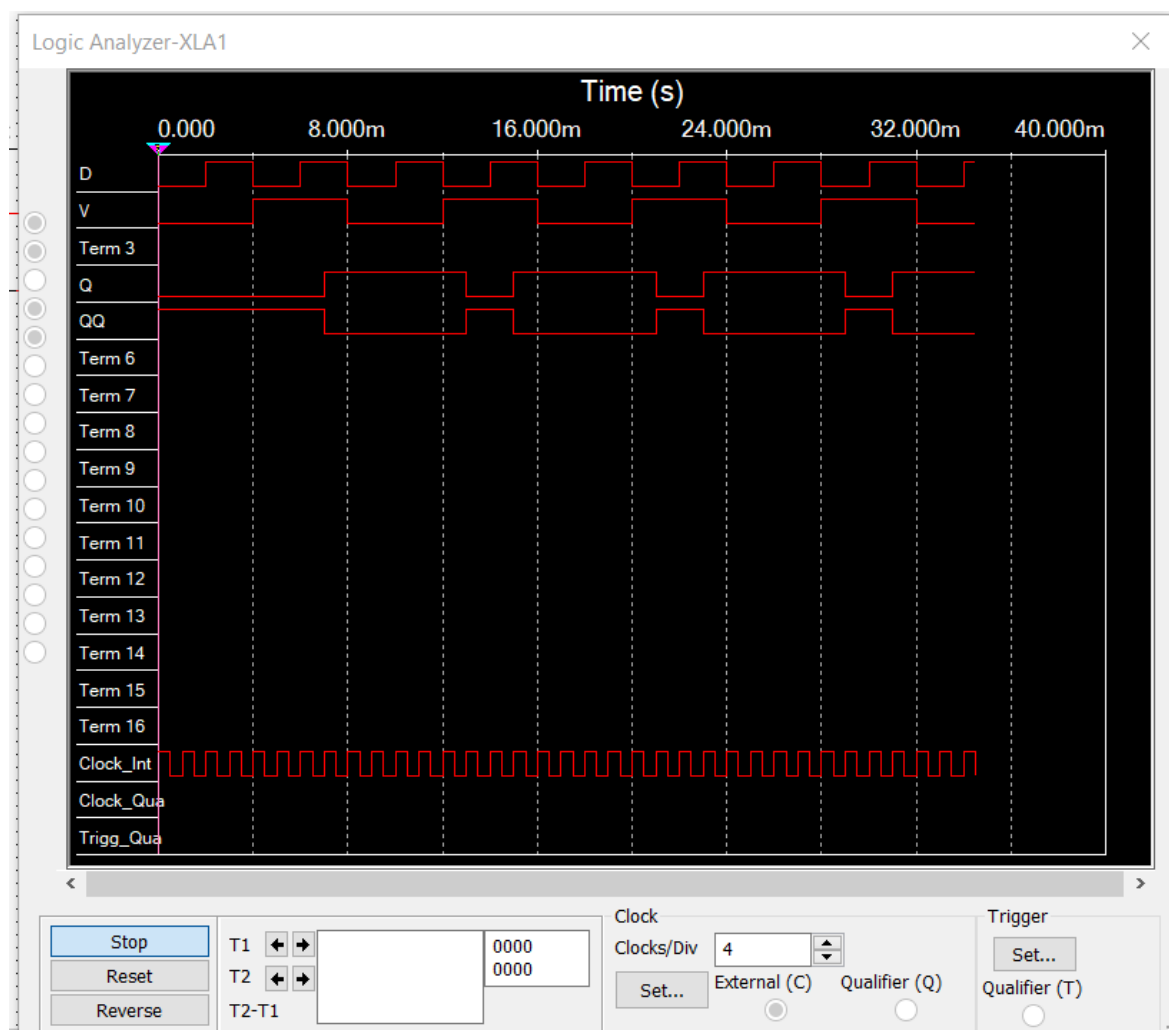 Logic Analyzer-XLA1
Time (s)
0.000 8.000m 16.000m 24.000m 32.000m 40.000m
D
V
Term 3
Q
QQ
Term 6
Term 7
Term 8
Term 9
Term 10
Term 11
Term 12
Term 13
Term 14
Term 15
Term 16
Clock_Int
Clock_Qua
Trigg_Qua
Stop
Reset
Reverse
T1
T2
T2-T1
0000
0000
Clock
Clocks/Div 4
Set...
External (C) Qualifier (Q)
Trigger
Set...
Qualifier (T)